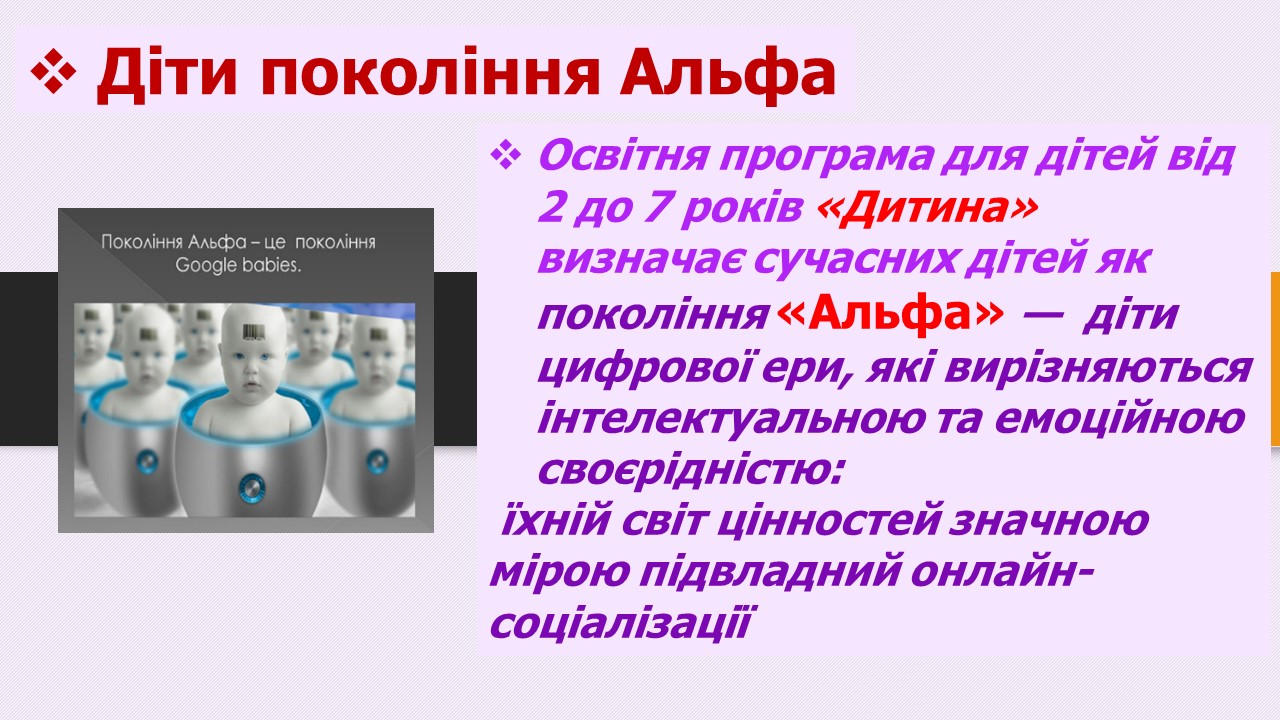 ❖ Діти покоління Альфа
Покоління Альфа – це покоління
Google babies.
❖ Освітня програма для дітей від
2 до 7 років «Дитина»
визначає сучасних дітей як
покоління «Альфа» — діти
цифрової ери, які вирізняються
інтелектуальною та емоційною
своєрідністю:
їхній світ цінностей значною
мірою підвладний онлайн-
соціалізації